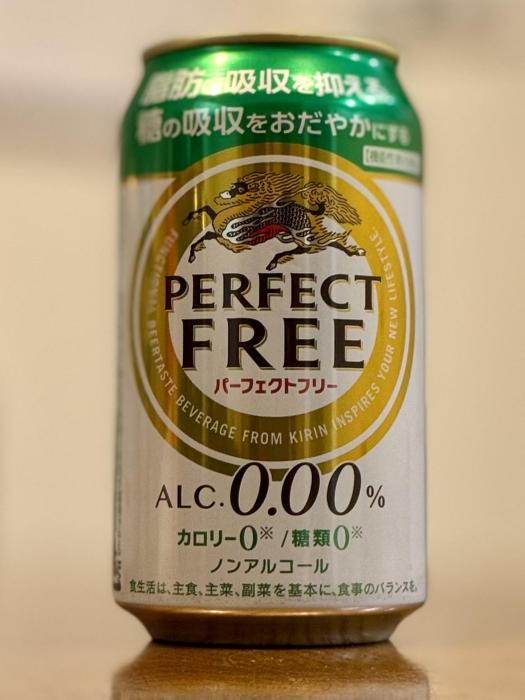 脂肪の吸収を抑える
糖の吸収をおだやかにする
FUNCTIONAL BEERTASTE BEVERAGE FROM KIRIN INSPIRES YOUR NEW LIFESTYLE.
PERFECT
FREE
パーフェクトフリー
ALC.0.00%
カロリー0※/糖類0※
ノンアルコール
食生活は、主食、主菜、副菜を基本に、食事のバランスを。